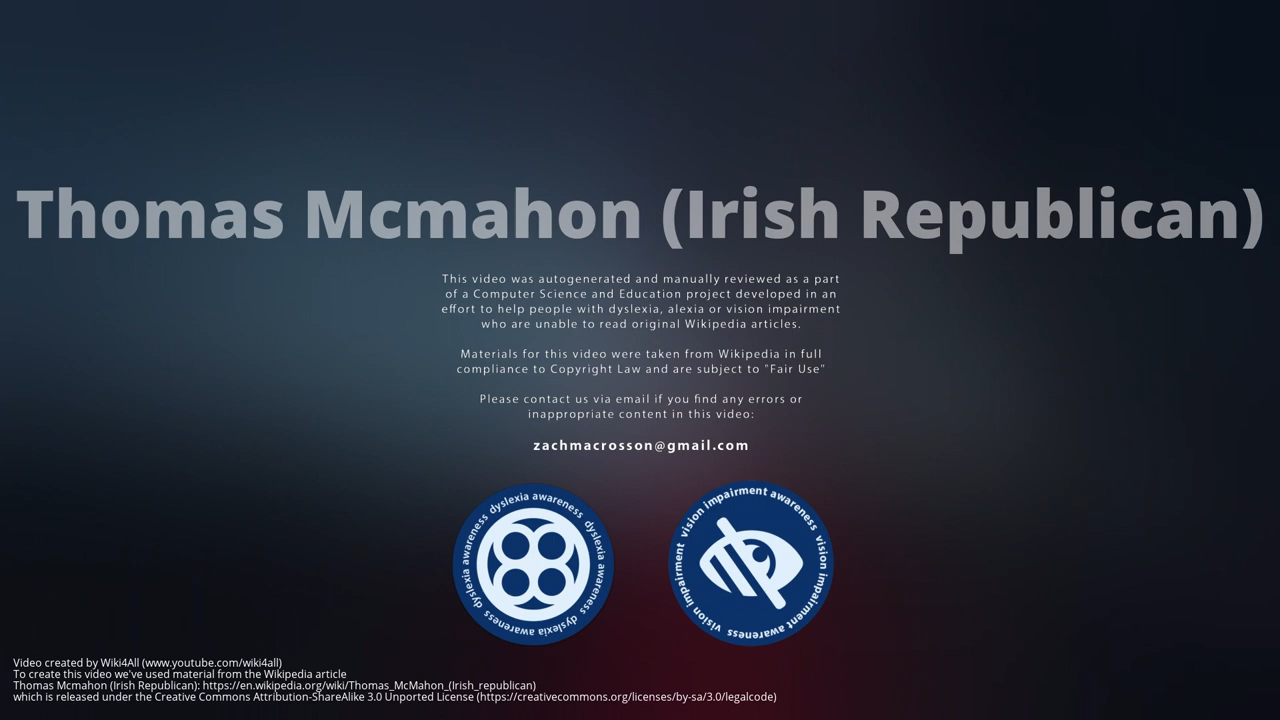 Thomas Mcmahon (Irish Republican)
This video was autogenerated and manually reviewed as a part
of a Computer Science and Education project developed in an
effort to help people with dyslexia, alexia or vision impairment
who are unable to read original Wikipedia articles.
Materials for this video were taken from Wikipedia in full
compliance to Copyright Law and are subject to "Fair Use"
Please contact us via email if you find any errors or
inappropriate content in this video:
zachmacrosson@gmail.com
dyslexia awareness dyslexia awareness dyslexia awareness dyslexia awareness
vision impairment awareness vision impairment awareness vision impairment
Video created by Wiki4All (www.youtube.com/wiki4all)
To create this video we've used material from the Wikipedia article
Thomas Mcmahon (Irish Republican): https://en.wikipedia.org/wiki/Thomas_McMahon_(Irish_republican)
which is released under the Creative Commons Attribution-ShareAlike 3.0 Unported License (https://creativecommons.org/licenses/by-sa/3.0/legalcode)